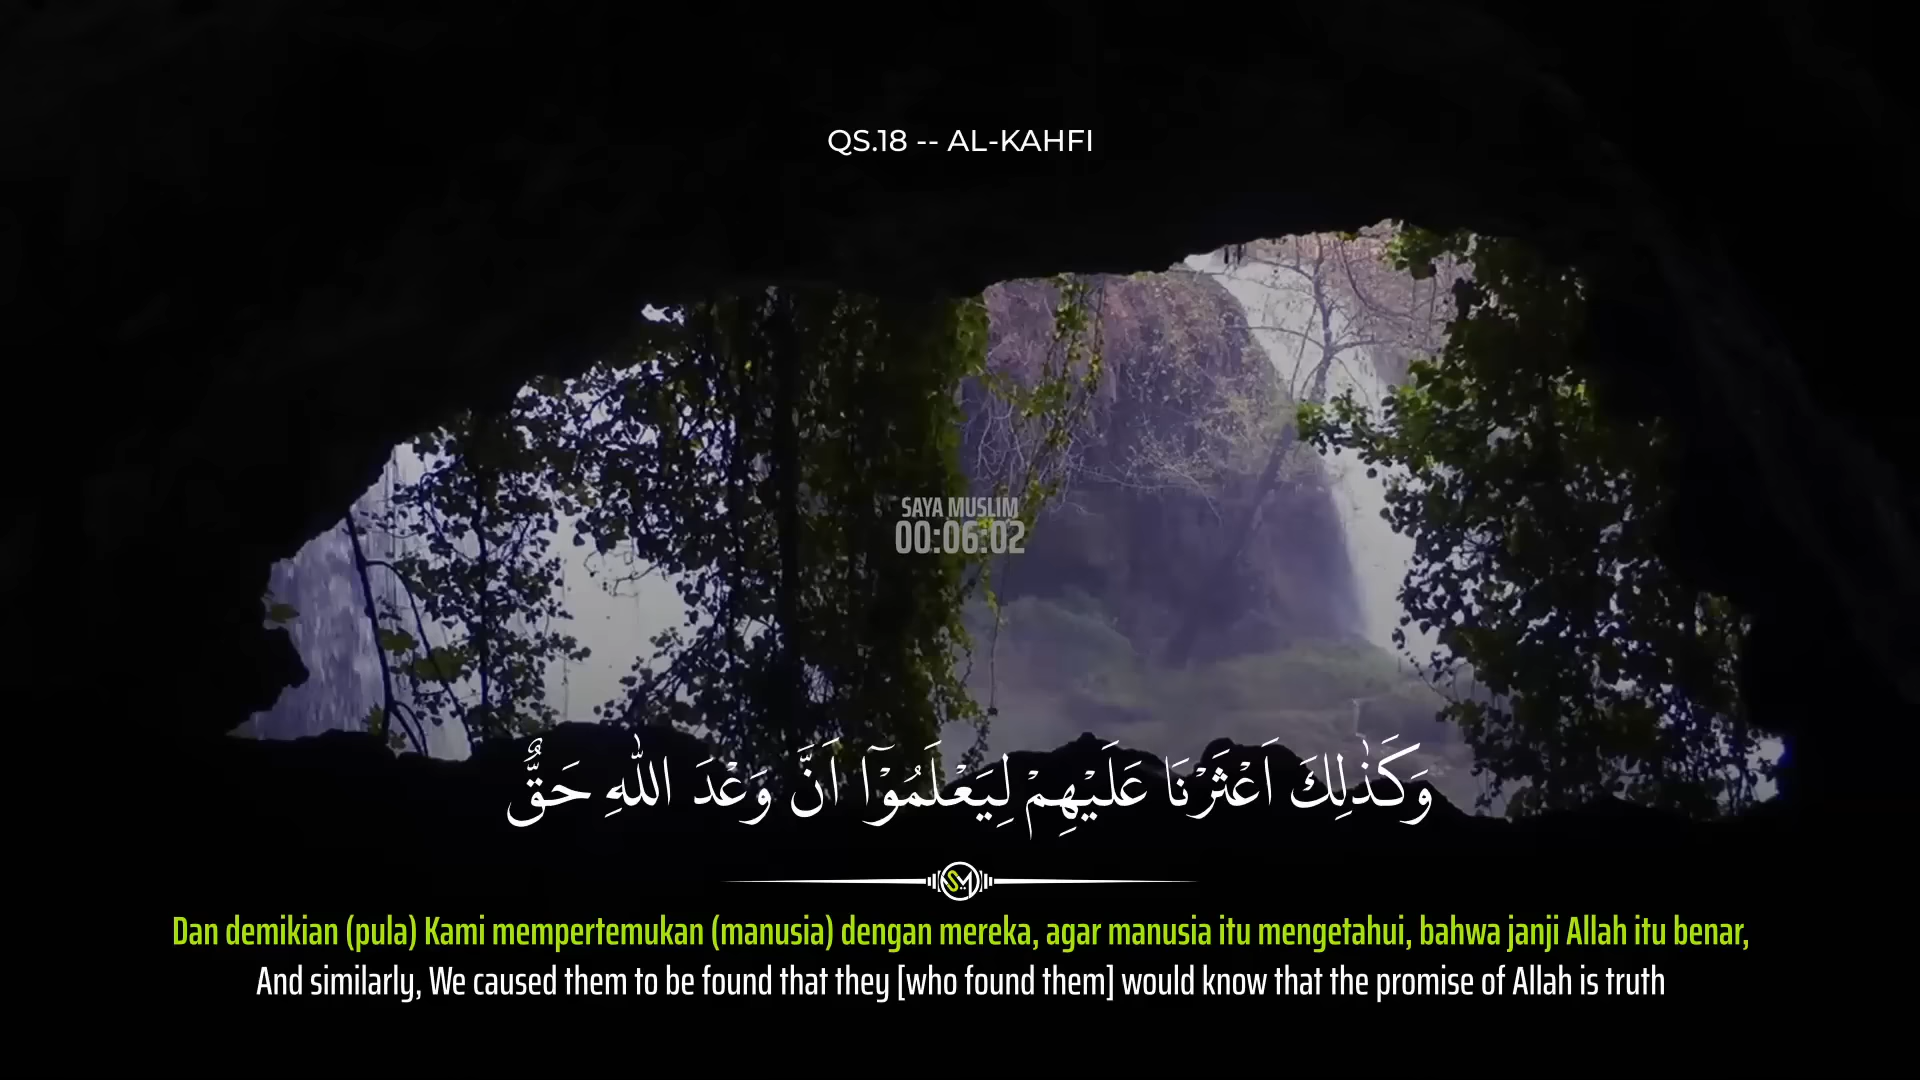 QS.18 -- AL-KAHFI
SAYA MUSLIM
00:06:02
وَكَذٰلِكَ اَعْثَرْنَا عَلَيْهِمْ لِيَعْلَمُوْٓا اَنَّ وَعْدَ اللّٰهِ حَقٌّ
SM
Dan demikian (pula) Kami mempertemukan (manusia) dengan mereka, agar manusia itu mengetahui, bahwa janji Allah itu benar,
And similarly, We caused them to be found that they [who found them] would know that the promise of Allah is truth